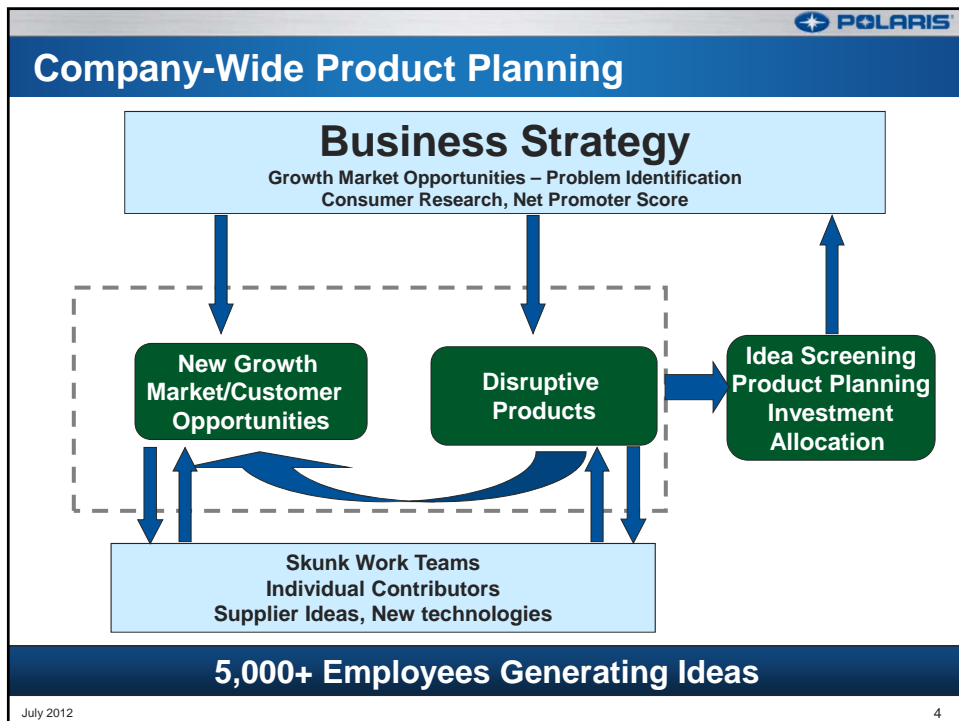 POLARIS
Company-Wide Product Planning
Business Strategy
Growth Market Opportunities – Problem Identification
Consumer Research, Net Promoter Score
New Growth
Market/Customer
Opportunities
Disruptive
Products
Idea Screening
Product Planning
Investment
Allocation
Skunk Work Teams
Individual Contributors
Supplier Ideas, New technologies
5,000+ Employees Generating Ideas
July 2012
4